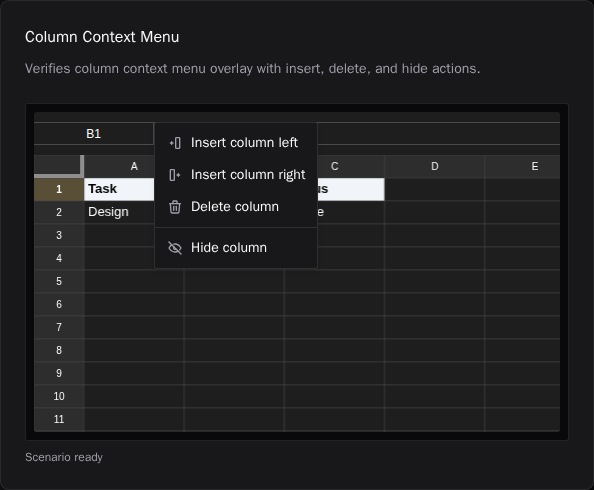 Column Context Menu
Verifies column context menu overlay with insert, delete, and hide actions.
B1
Insert column left
A C D E
Insert column right
1 Task us
Delete column
2 Design e
3
Hide column
4
5
6
7
8
9
10
11
Scenario ready